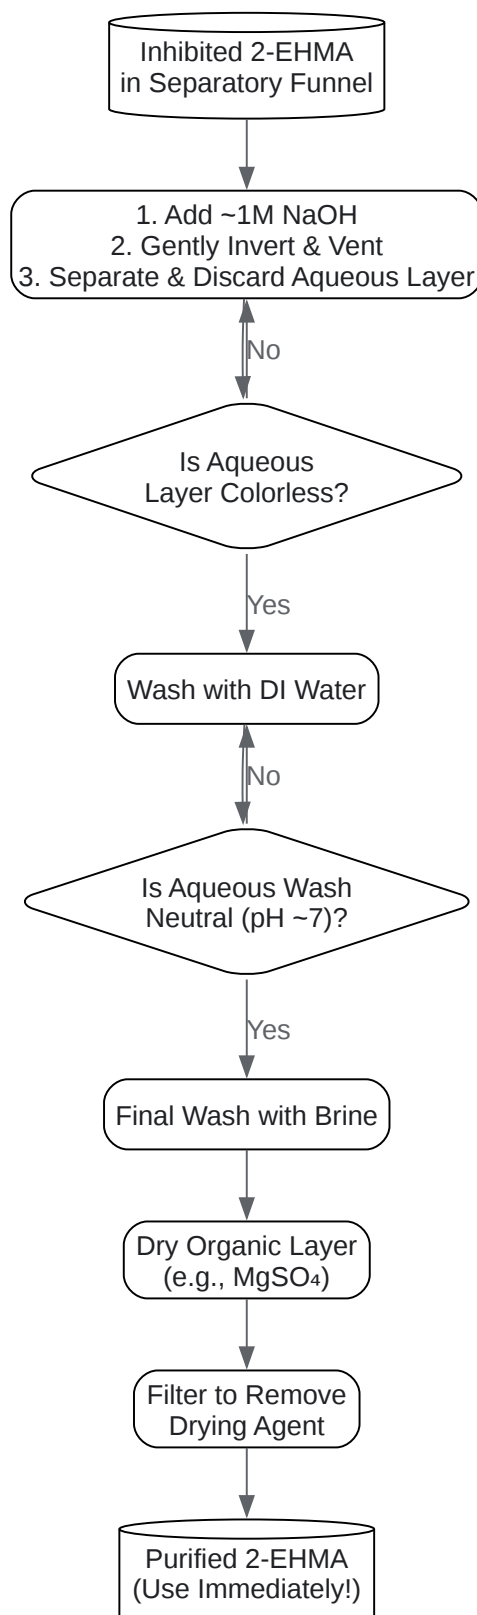 Inhibited 2-EHMA
in Separatory Funnel
1. Add ~1M NaOH
2. Gently Invert & Vent
3. Separate & Discard Aqueous Layer
No
Is Aqueous
Layer Colorless?
Yes
Wash with DI Water
No
Is Aqueous Wash
Neutral (pH ~7)?
Yes
Final Wash with Brine
Dry Organic Layer
(e.g., MgSO₄)
Filter to Remove
Drying Agent
Purified 2-EHMA
(Use Immediately!)